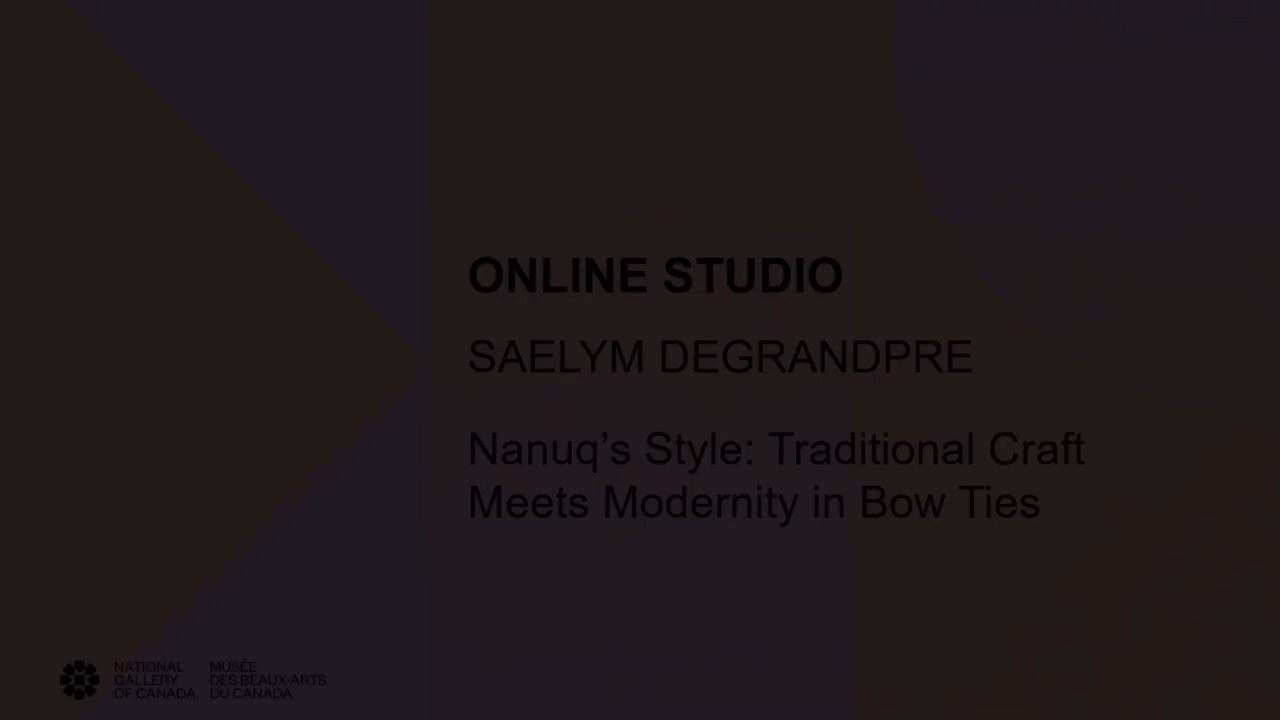 ONLINE STUDIO
SAELYM DEGRANDPRE
Nanuq’s Style: Traditional Craft
Meets Modernity in Bow Ties
NATIONAL
GALLERY
OF CANADA
MUSÉE
DES BEAUX-ARTS
DU CANADA